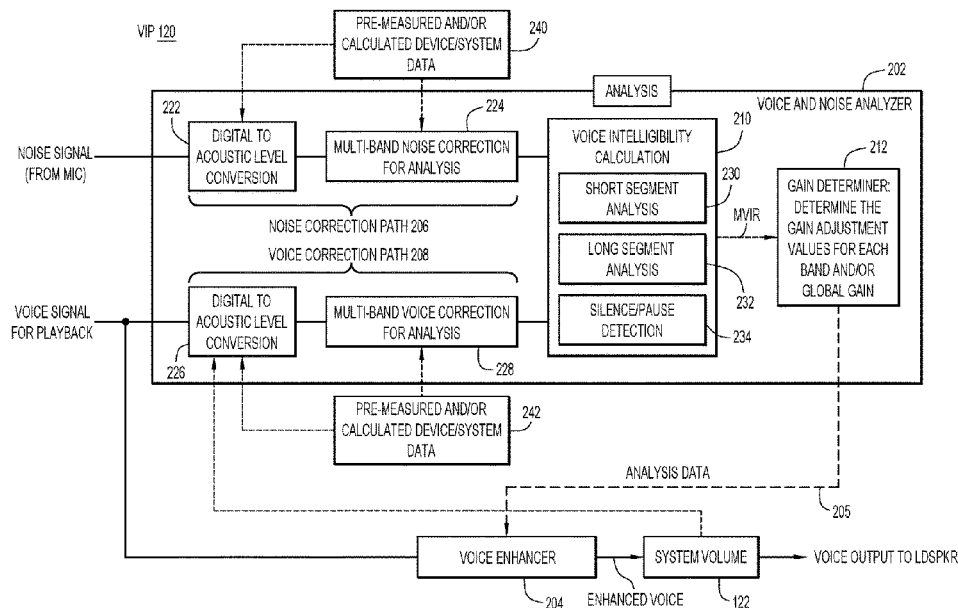 VIP 120
PRE-MEASURED AND/OR
CALCULATED DEVICE/SYSTEM
DATA
240
202
ANALYSIS
VOICE AND NOISE ANALYZER
222
224
210
NOISE SIGNAL
(FROM MIC)
DIGITAL TO
ACOUSTIC LEVEL
CONVERSION
MULTI-BAND NOISE CORRECTION
FOR ANALYSIS
VOICE INTELLIGIBILITY
CALCULATION
230
SHORT SEGMENT
ANALYSIS
212
GAIN DETERMINER:
DETERMINE THE
GAIN ADJUSTMENT
VALUES FOR EACH
BAND AND/OR
GLOBAL GAIN
MVIR
NOISE CORRECTION PATH 206
VOICE CORRECTION PATH 208
LONG SEGMENT
ANALYSIS
232
VOICE SIGNAL
FOR PLAYBACK
DIGITAL TO
ACOUSTIC LEVEL
CONVERSION
MULTI-BAND VOICE CORRECTION
FOR ANALYSIS
SILENCE/PAUSE
DETECTION
234
226
228
PRE-MEASURED AND/OR
CALCULATED DEVICE/SYSTEM
DATA
242
ANALYSIS DATA
205
VOICE ENHANCER
SYSTEM VOLUME
VOICE OUTPUT TO LDSPKR
204
ENHANCED VOICE
122